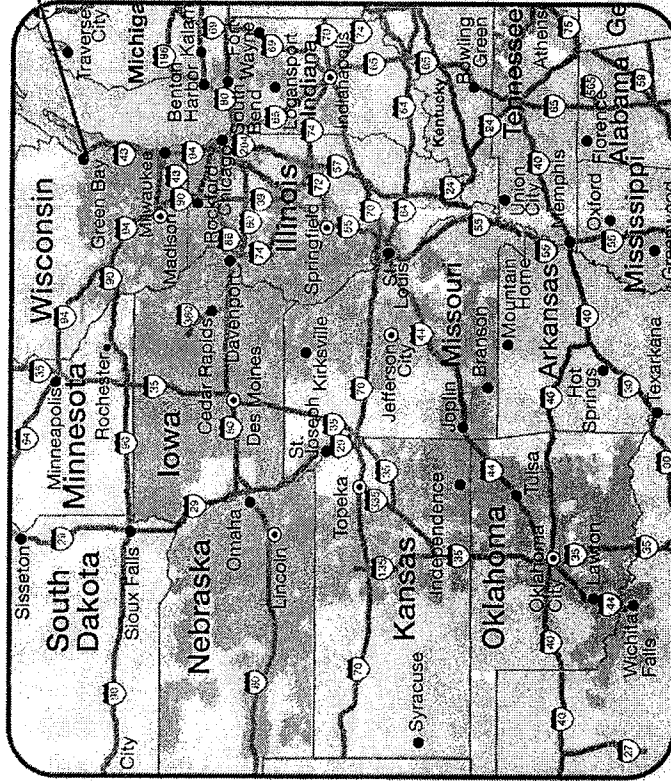 Sisseton
Minneapolis
Wisconsin
Green Bay
Traverse
City
South
Dakota
Minnesota
Rochester
Sioux Falls
City
Milwaukee
Madison
Michiga
Benton
Harbor
Kalam
Iowa
Rockford
Chicago
South
Bend
Fort
Wayne
Nebraska
Omaha
Des Moines
Cedar Rapids
Davenport
Lincoln
Illinois
Logansport
Indiana
Indianapolis
St.
Joseph
Kirksville
Springfield
Topeka
Kansas
Jefferson
City
St.
Louis
Kentucky
Bowling
Green
Syracuse
Independence
Joplin
Missouri
Branson
Union
City
Tennessee
Athens
Oklahoma
Tulsa
Mountain
Home
Oklahoma
City
Arkansas
Memphis
Florence
Alabama
Ge
Lawton
Hot
Springs
Oxford
Mississippi
Wichita
Falls
Texarkana